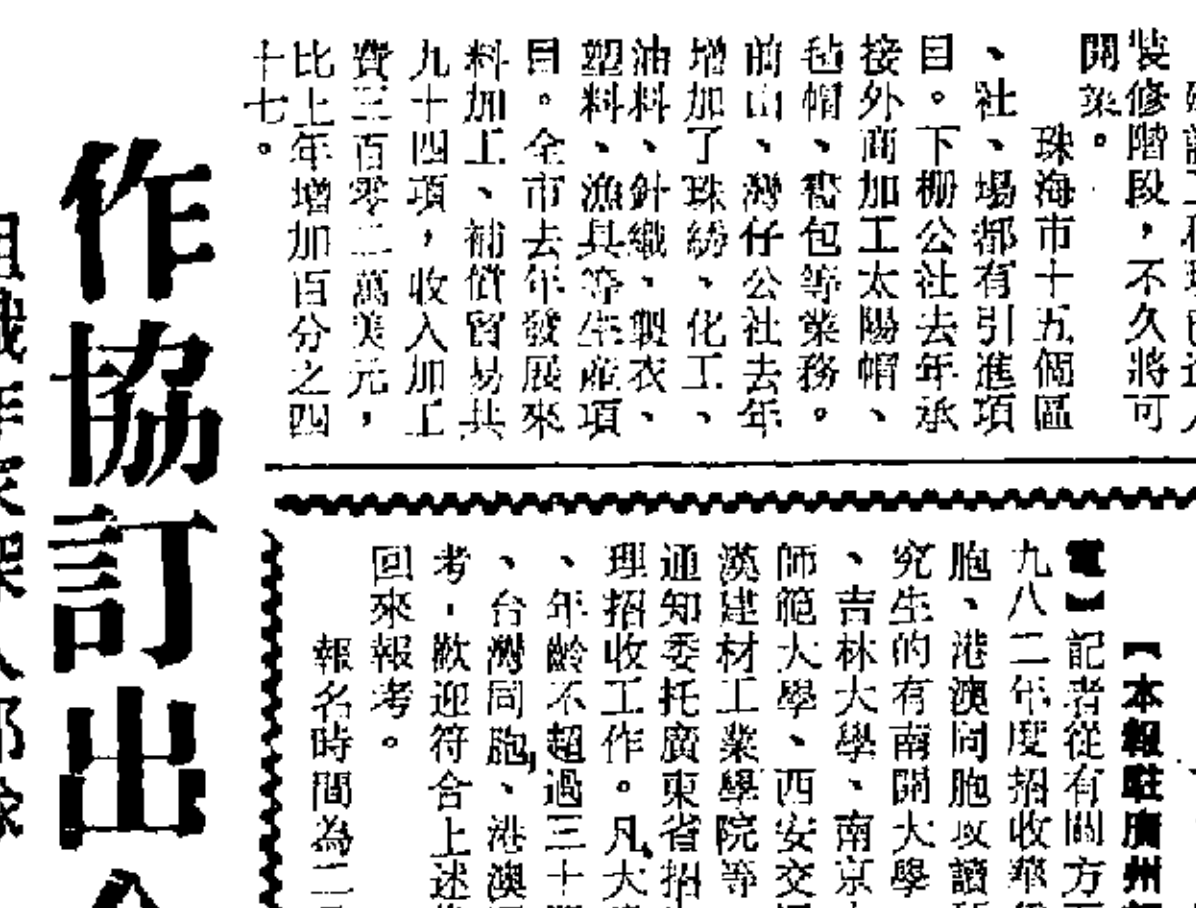 裝修階段，不久將可
開業。
珠海市十五個區
、社、場都有引進項
目。下棚公社去年承
接外商加工太陽帽、
毡帽、書包等業務。
前山、灣仔公社去年
增加了珠綉、化工、
油料、針織、製衣、
塑料、漁具等生產項
目。全市去年發展來
料加工、補償貿易共
九十四項，收入加工
費三百零二萬美元，
比上年增加百分之四
十七。
【本報駐廣州
電】記者從有關方
九八二年度招收華
胞、港澳同胞攻讀
究生的有南開大學
、吉林大學、南京
師範大學、西安交
漢建材工業學院等
通知委托廣東省招
理招收工作。凡大
、年齡不超過三十
、台灣同胞、港澳
考，歡迎符合上述
回來報考。
報名時間為二
作協訂出